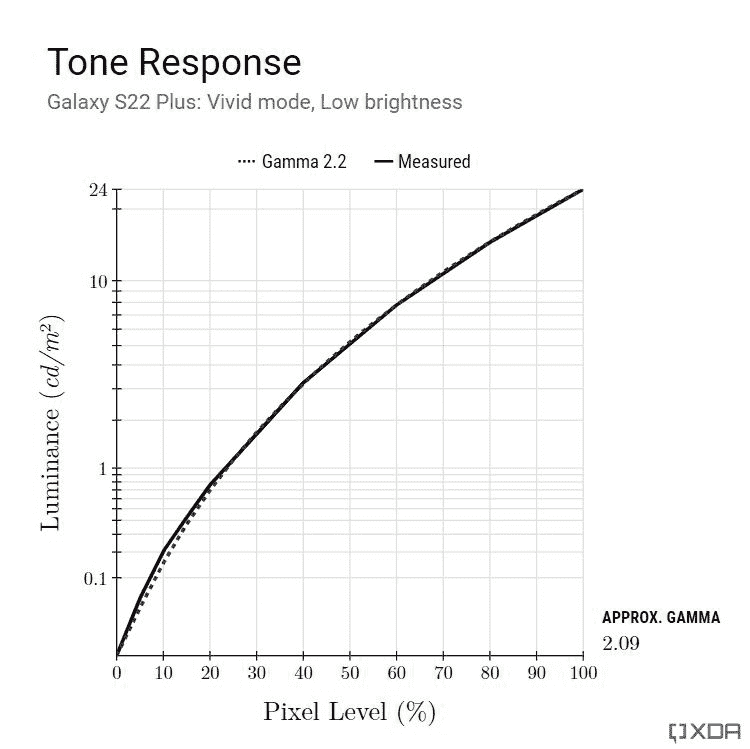 Tone Response
Galaxy S22 Plus: Vivid mode, Low brightness
Gamma 2.2 Measured
24
10
1
0.1
Luminance (cd/m²)
0 10 20 30 40 50 60 70 80 90 100
Pixel Level (%)
APPROX. GAMMA
2.09
XDA